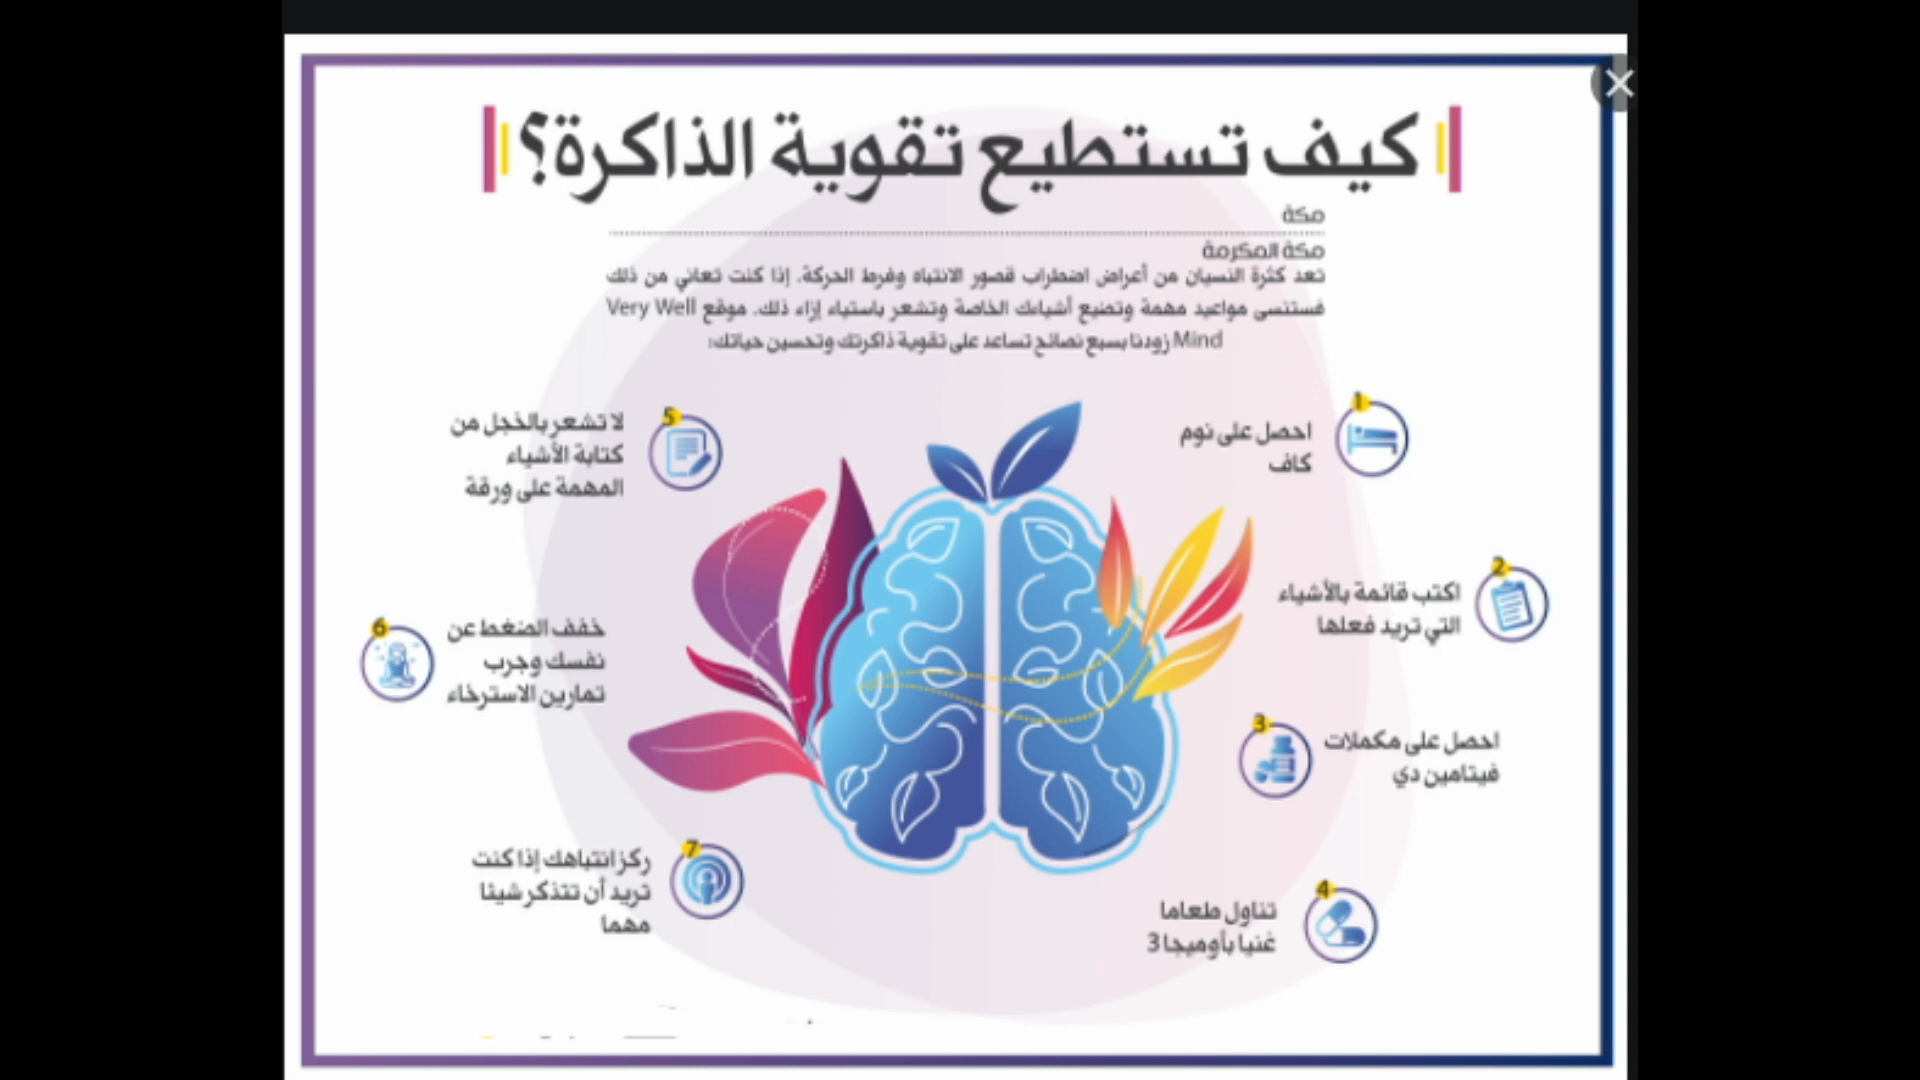 كيف تستطيع تقوية الذاكرة؟
مكة
مكة المكرمة
تعد كثرة النسيان من أعراض اضطراب قصور الانتباه وفرط الحركة. إذا كنت تعاني من ذلك
فستنسى مواعيد مهمة وتضيع أشياءك الخاصة وتشعر باستياء إزاء ذلك. موقع Very Well
Mind زودنا بسبع نصائح تساعد على تقوية ذاكرتك وتحسين حياتك:
1
احصل على نوم
كاف
2
اكتب قائمة بالأشياء
التي تريد فعلها
3
احصل على مكملات
فيتامين دي
4
تناول طعاما
غنيا بأوميجا 3
5
لا تشعر بالخجل من
كتابة الأشياء
المهمة على ورقة
6
خفف الضغط عن
نفسك وجرب
تمارين الاسترخاء
7
ركز انتباهك إذا كنت
تريد أن تتذكر شيئا
مهما